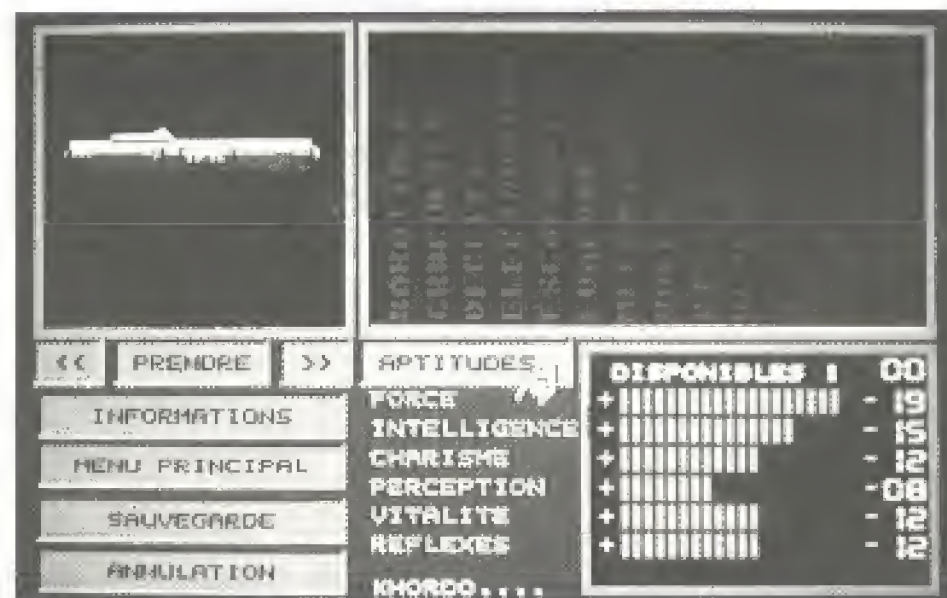 << PRENDRE >>
INFORMATIONS
MENU PRINCIPAL
SAUVEGARDE
ANNULATION
APTITUDES
FORCE
INTELLIGENCE
CHARISME
PERCEPTION
VITALITE
REFLEXES
KHORDO....
DISPONIBLES : 00
+ - 19
+ - 15
+ - 12
+ - 08
+ - 12
+ - 12